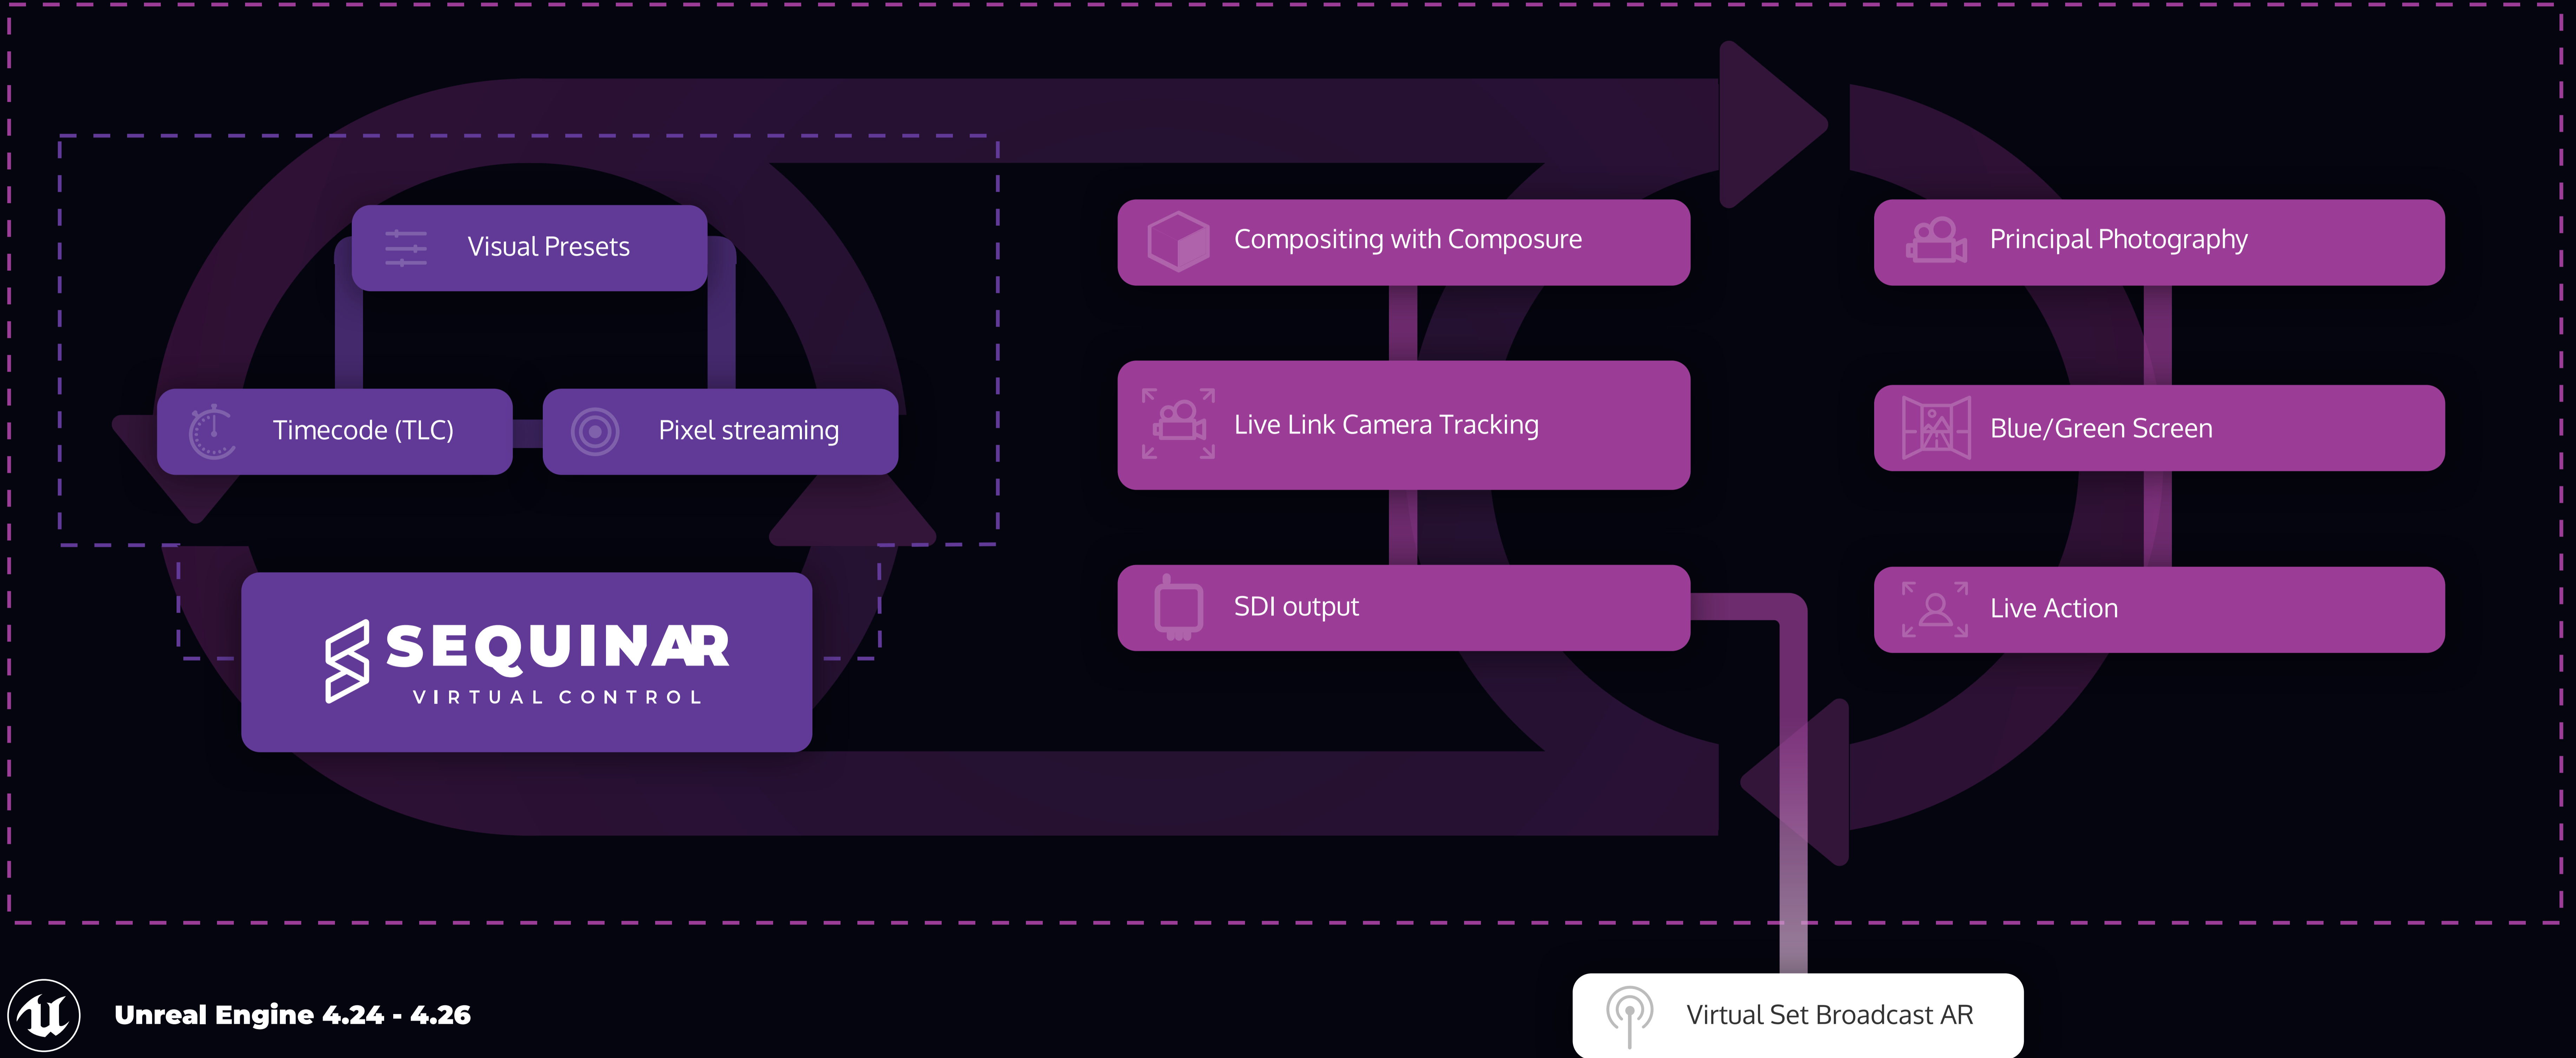 Visual Presets
Timecode (TLC)
Pixel streaming
SEQUINAR
VIRTUAL CONTROL
Compositing with Composure
Live Link Camera Tracking
SDI output
Principal Photography
Blue/Green Screen
Live Action
Unreal Engine 4.24 - 4.26
Virtual Set Broadcast AR